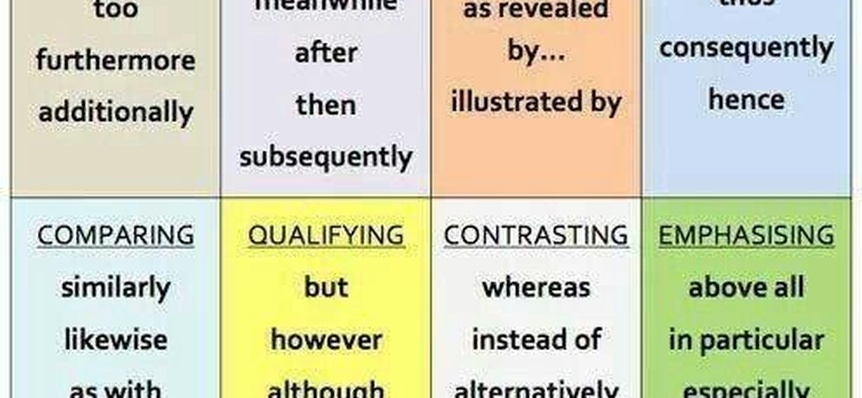 too
furthermore
additionally
meanwhile
after
then
subsequently
as revealed
by...
illustrated by
thus
consequently
hence
COMPARING
similarly
likewise
as with
QUALIFYING
but
however
although
CONTRASTING
whereas
instead of
alternatively
EMPHASISING
above all
in particular
especially